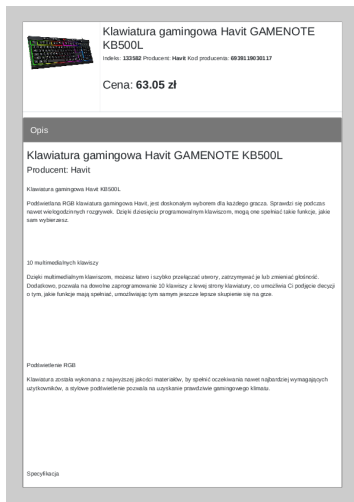 Klawiatura gamingowa Havit GAMENOTE
KB500L
Indeks: 133582 Producent: Havit Kod producenta: 6939119030117
Cena: 63.05 zł
Opis
Klawiatura gamingowa Havit GAMENOTE KB500L
Producent: Havit
Klawiatura gamingowa Havit KB500L
Podświetlana RGB klawiatura gamingowa Havit, jest doskonałym wyborem dla każdego gracza. Sprawdzi się podczas
nawet wielogodzinnych rozgrywek. Dzięki dziesięciu programowalnym klawiszom, mogą one spełniać takie funkcje, jakie
sam wybierzesz.
10 multimedialnych klawiszy
Dzięki multimedialnym klawiszom, możesz łatwo i szybko przełączać utwory, zatrzymywać je lub zmieniać głośność.
Dodatkowo, pozwala na dowolne zaprogramowanie 10 klawiszy z lewej strony klawiatury, co umożliwia Ci podjęcie decyzji
o tym, jakie funkcje mają spełniać, umożliwiając tym samym jeszcze lepsze skupienie się na grze.
Podświetlenie RGB
Klawiatura została wykonana z najwyższej jakości materiałów, by spełnić oczekiwania nawet najbardziej wymagających
użytkowników, a stylowe podświetlenie pozwala na uzyskanie prawdziwie gamingowego klimatu.
Specyfikacja